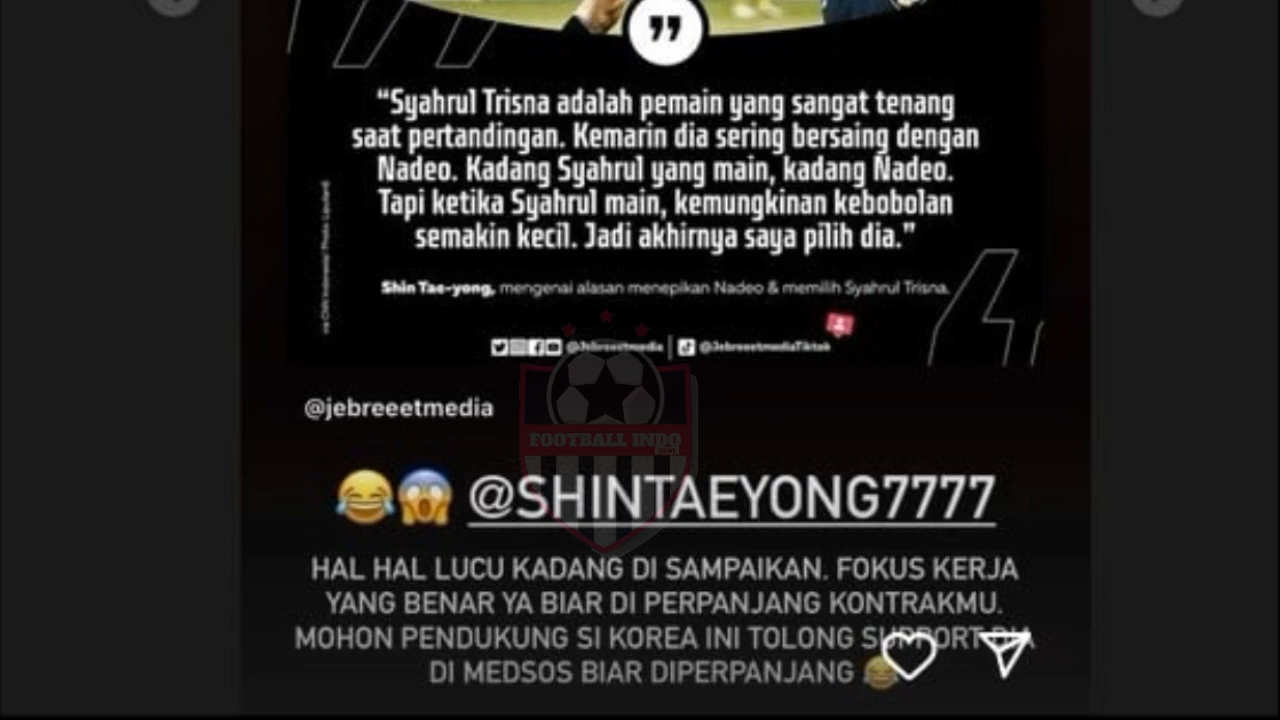 ”
“Syahrul Trisna adalah pemain yang sangat tenang
saat pertandingan. Kemarin dia sering bersaing dengan
Nadeo. Kadang Syahrul yang main, kadang Nadeo.
Tapi ketika Syahrul main, kemungkinan kebobolan
semakin kecil. Jadi akhirnya saya pilih dia.”
Shin Tae-yong, mengenai alasan menepikan Nadeo & memilih Syahrul Trisna.
@Jebreeetmedia | @JebreeetmediaTiktok
@jebreeetmedia
FOOTBALL INDO
😂😱 @SHINTAEYONG7777
HAL HAL LUCU KADANG DI SAMPAIKAN. FOKUS KERJA
YANG BENAR YA BIAR DI PERPANJANG KONTRAKMU.
MOHON PENDUKUNG SI KOREA INI TOLONG SUPPORT DIA
DI MEDSOS BIAR DIPERPANJANG 😂